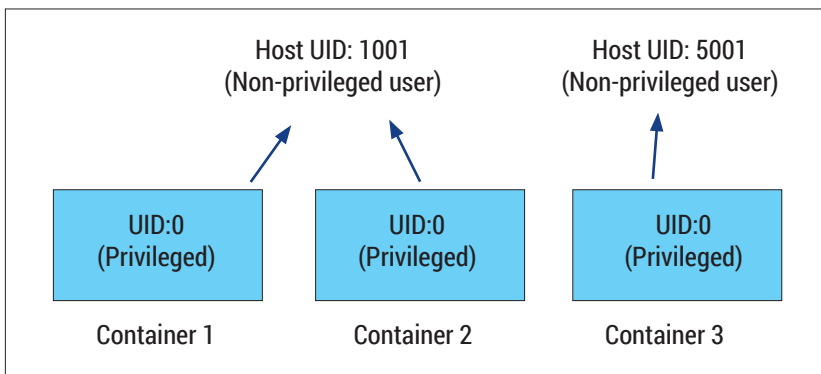 Host UID: 1001
(Non-privileged user)
Host UID: 5001
(Non-privileged user)
UID:0
(Privileged)
UID:0
(Privileged)
UID:0
(Privileged)
Container 1
Container 2
Container 3